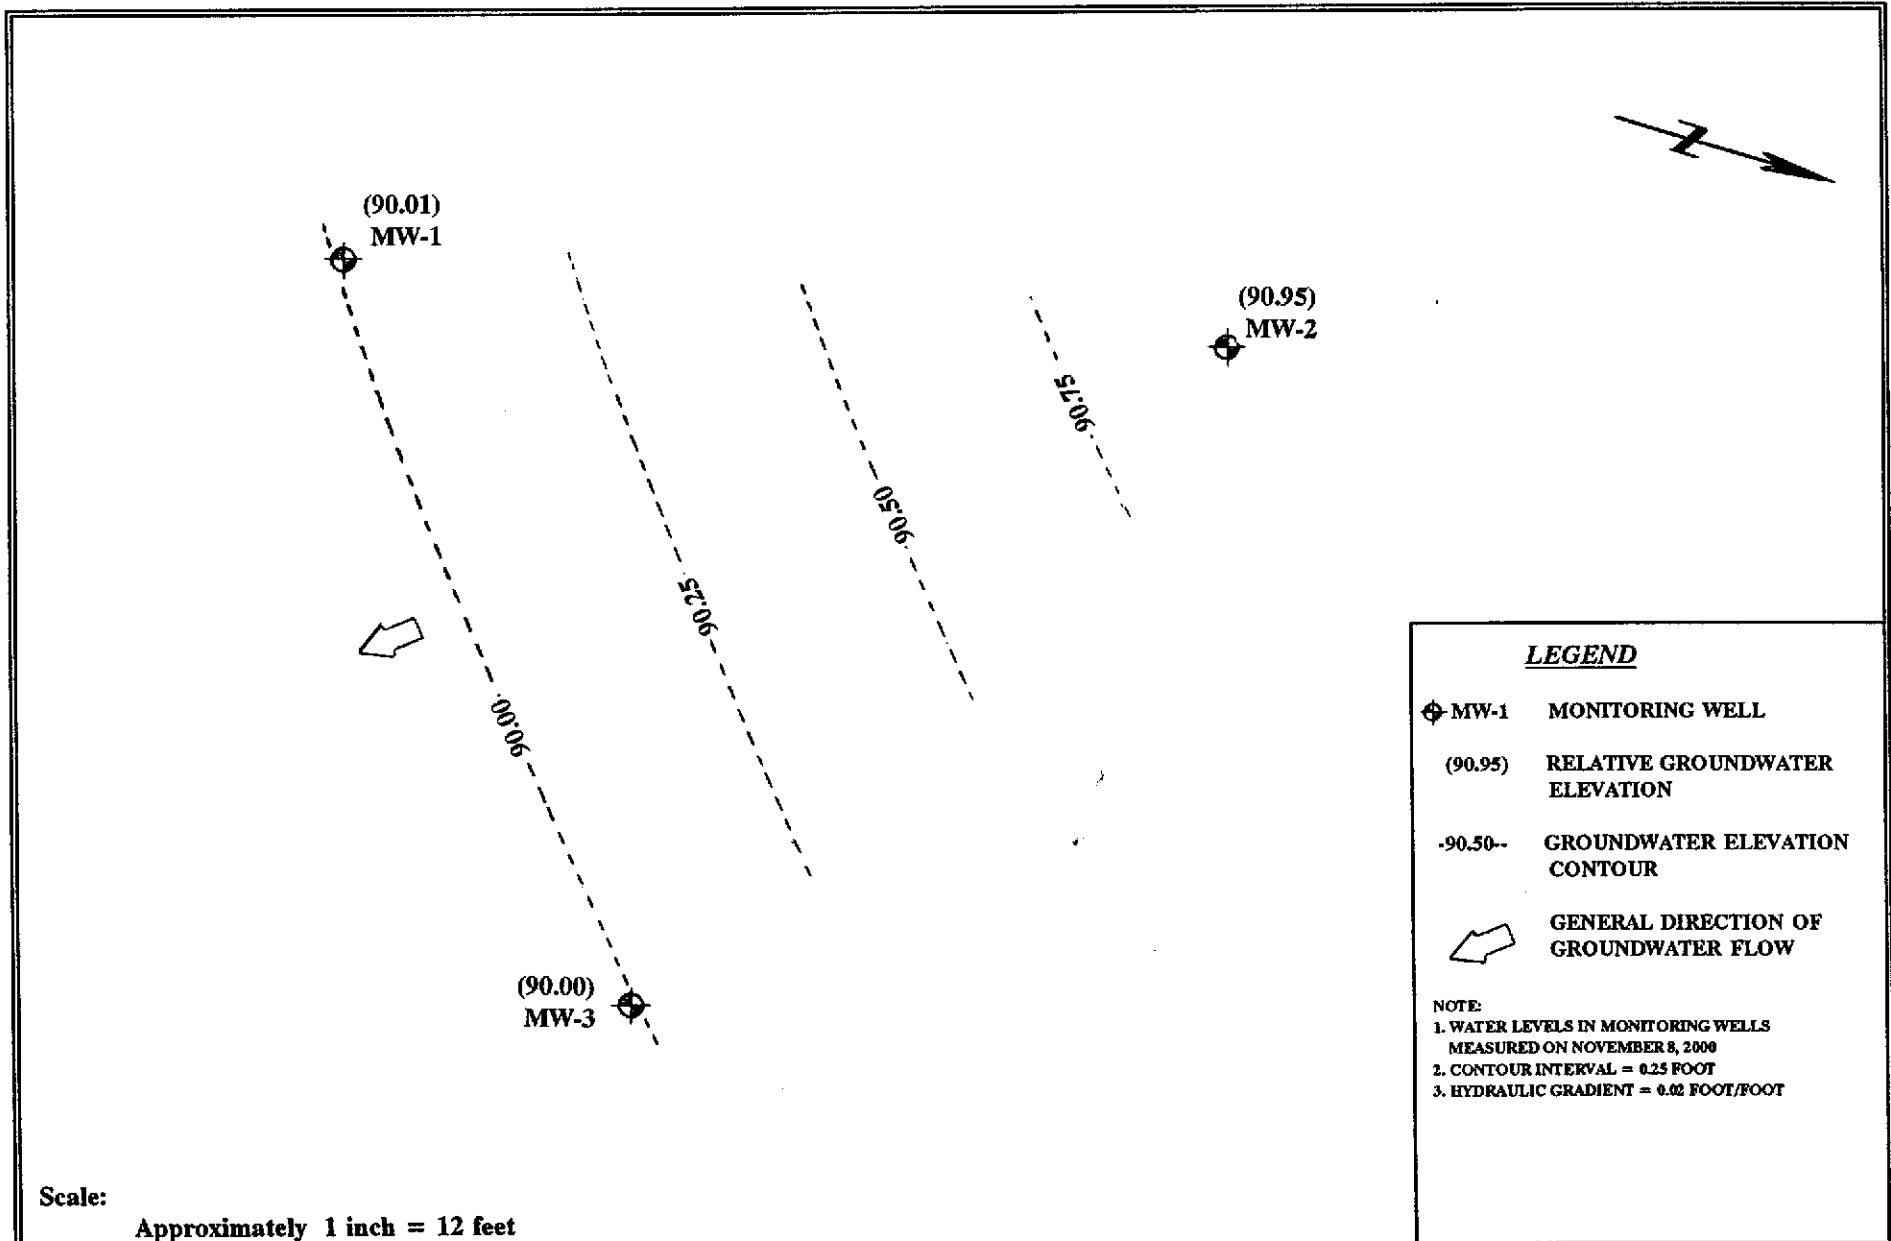 Z
(90.01)
MW-1
(90.95)
MW-2
90.75
90.50
90.25
90.00
(90.00)
MW-3
LEGEND
MW-1 MONITORING WELL
(90.95) RELATIVE GROUNDWATER
ELEVATION
-90.50-- GROUNDWATER ELEVATION
CONTOUR
GENERAL DIRECTION OF
GROUNDWATER FLOW
NOTE:
1. WATER LEVELS IN MONITORING WELLS
MEASURED ON NOVEMBER 8, 2000
2. CONTOUR INTERVAL = 0.25 FOOT
3. HYDRAULIC GRADIENT = 0.02 FOOT/FOOT
Scale:
Approximately 1 inch = 12 feet